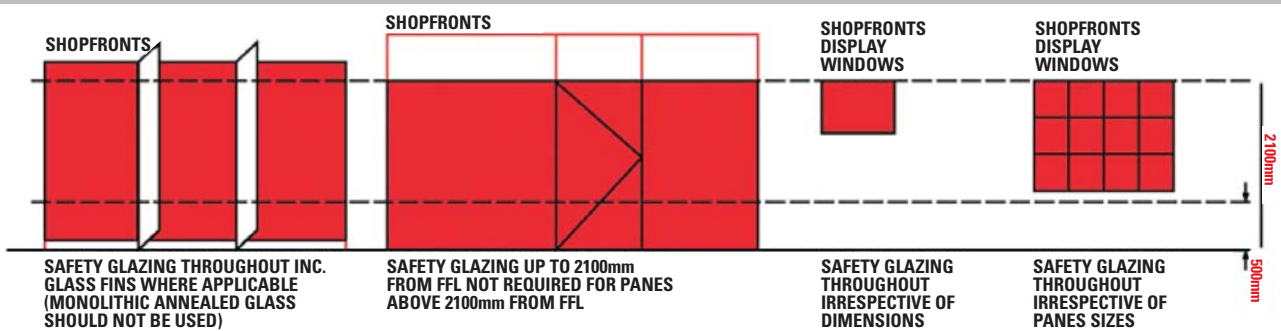 SHOPFRONTS
SHOPFRONTS
SHOPFRONTS
DISPLAY
WINDOWS
SHOPFRONTS
DISPLAY
WINDOWS
2100mm
500mm
SAFETY GLAZING THROUGHOUT INC.
GLASS FINS WHERE APPLICABLE
(MONOLITHIC ANNEALED GLASS
SHOULD NOT BE USED)
SAFETY GLAZING UP TO 2100mm
FROM FFL NOT REQUIRED FOR PANES
ABOVE 2100mm FROM FFL
SAFETY GLAZING
THROUGHOUT
IRRESPECTIVE OF
DIMENSIONS
SAFETY GLAZING
THROUGHOUT
IRRESPECTIVE OF
PANES SIZES